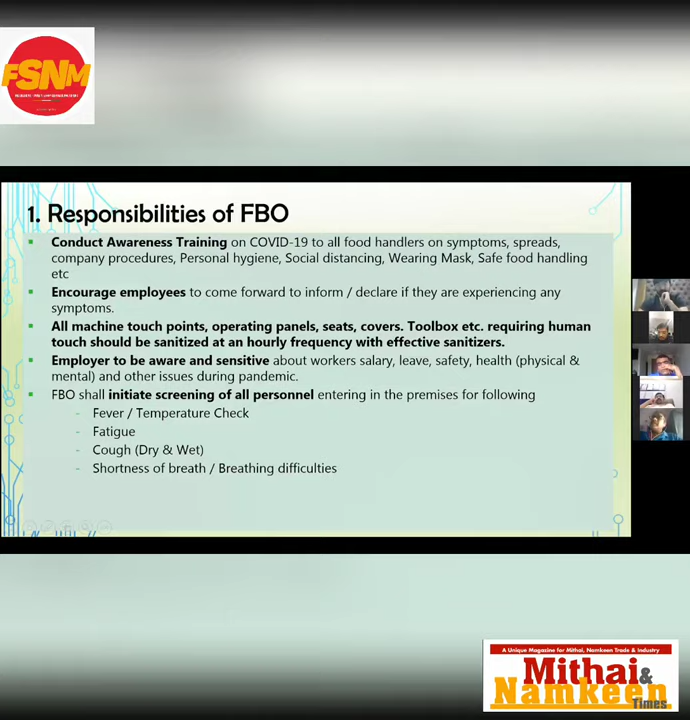 FSNM
1. Responsibilities of FBO
Conduct Awareness Training on COVID-19 to all food handlers on symptoms, spreads,
company procedures, Personal hygiene, Social distancing, Wearing Mask, Safe food handling
etc
Encourage employees to come forward to inform / declare if they are experiencing any
symptoms.
All machine touch points, operating panels, seats, covers. Toolbox etc. requiring human
touch should be sanitized at an hourly frequency with effective sanitizers.
Employer to be aware and sensitive about workers salary, leave, safety, health (physical &
mental) and other issues during pandemic.
FBO shall initiate screening of all personnel entering in the premises for following
- Fever / Temperature Check
- Fatigue
- Cough (Dry & Wet)
- Shortness of breath / Breathing difficulties
A Unique Magazine for Mithai, Namkeen Trade & Industry
Mithai &
Namkeen
Times